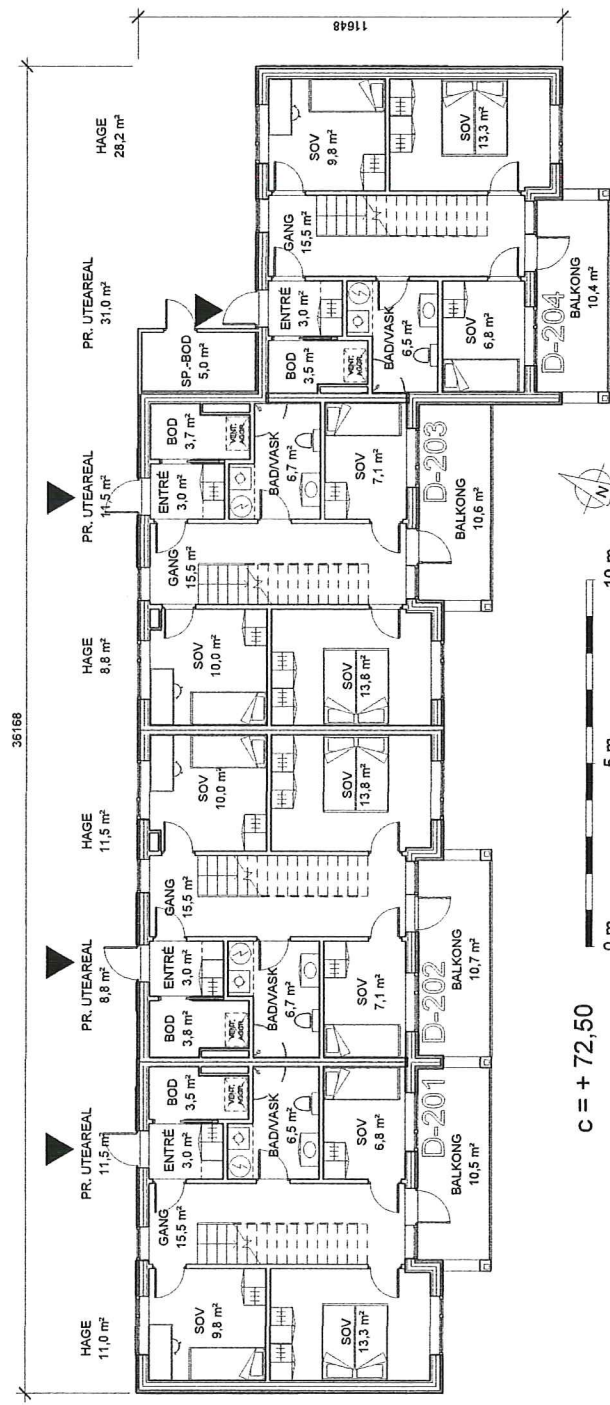 36168
11648
HAGE
11,0 m²
PR. UTEAREAL
11,5 m²
PR. UTEAREAL
8,8 m²
HAGE
11,5 m²
HAGE
8,8 m²
PR. UTEAREAL
11,5 m²
PR. UTEAREAL
31,0 m²
HAGE
28,2 m²
SOV
9,8 m²
SOV
13,3 m²
GANG
15,5 m²
ENTRÉ
3,0 m²
BOD
3,5 m²
VENT.
AGGR.
BAD/VASK
6,5 m²
SOV
6,8 m²
D-201
BALKONG
10,5 m²
BOD
3,8 m²
VENT.
AGGR.
ENTRÉ
3,0 m²
BAD/VASK
6,7 m²
SOV
7,1 m²
GANG
15,5 m²
SOV
10,0 m²
SOV
13,8 m²
D-202
BALKONG
10,7 m²
SOV
10,0 m²
SOV
13,8 m²
GANG
15,5 m²
ENTRÉ
3,0 m²
BOD
3,7 m²
VENT.
AGGR.
BAD/VASK
6,7 m²
SOV
7,1 m²
D-203
BALKONG
10,6 m²
SP.-BOD
5,0 m²
BOD
3,5 m²
VENT.
AGGR.
ENTRÉ
3,0 m²
BAD/VASK
6,5 m²
SOV
6,8 m²
GANG
15,5 m²
SOV
9,8 m²
SOV
13,3 m²
D-204
BALKONG
10,4 m²
c = + 72,50
0 m
5 m
10 m
N